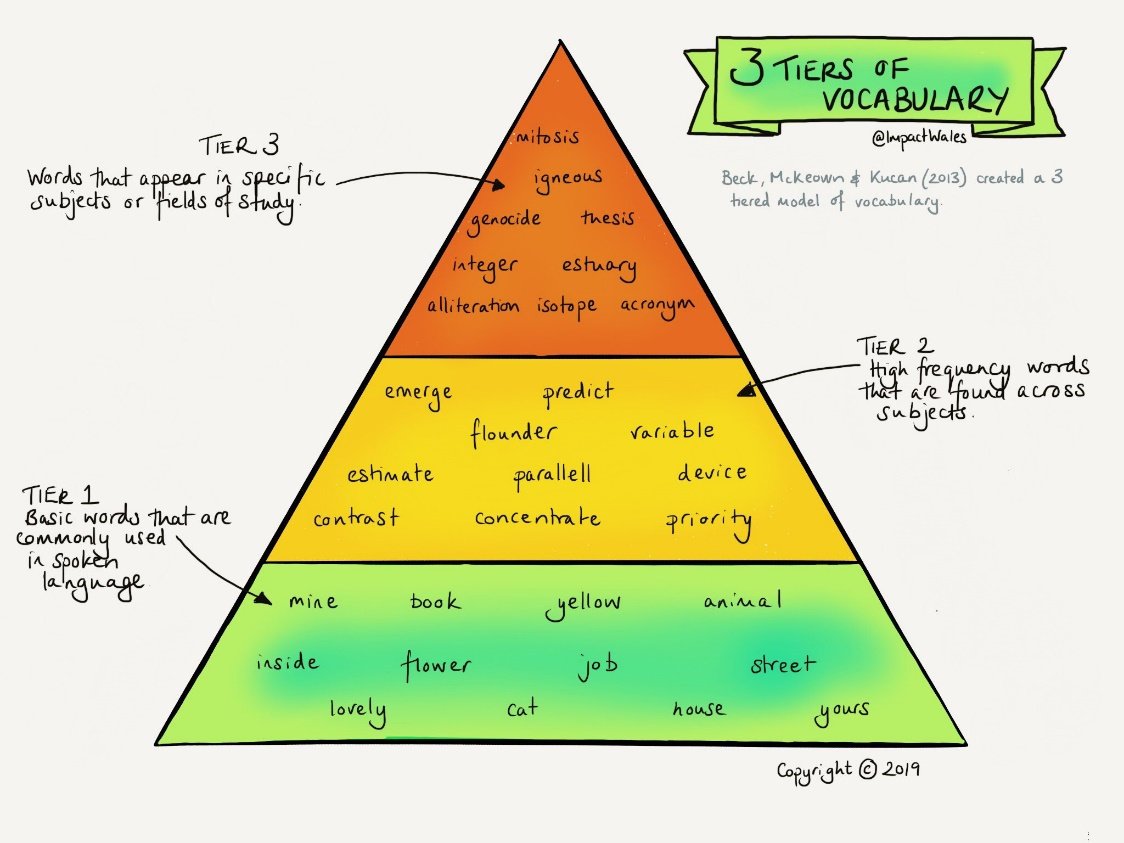 3 TIERS OF
VOCABULARY
@ImpactWales
Beck, McKeown & Kucan (2013) created a 3
tiered model of vocabulary.
TIER 3
Words that appear in specific
subjects or fields of study.
mitosis
igneous
genocide thesis
integer estuary
alliteration isotope acronym
TIER 2
High frequency words
that are found across
subjects.
emerge predict
flounder variable
estimate parallell device
contrast concentrate priority
TIER 1
Basic words that are
commonly used
in spoken
language
mine book yellow animal
inside flower job street
lovely cat house yours
Copyright © 2019